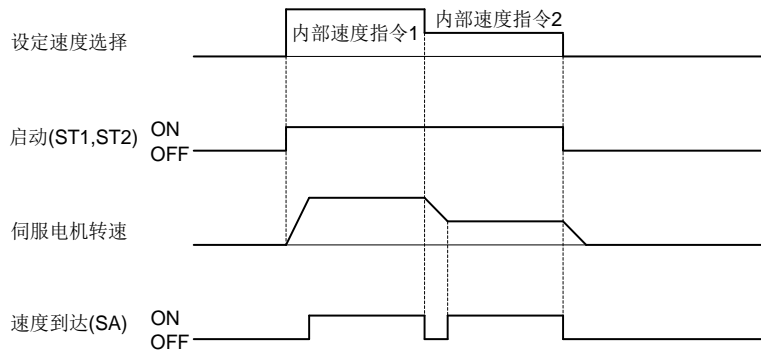 设定速度选择
内部速度指令1
内部速度指令2
启动(ST1,ST2)
ON
OFF
伺服电机转速
速度到达(SA)
ON
OFF